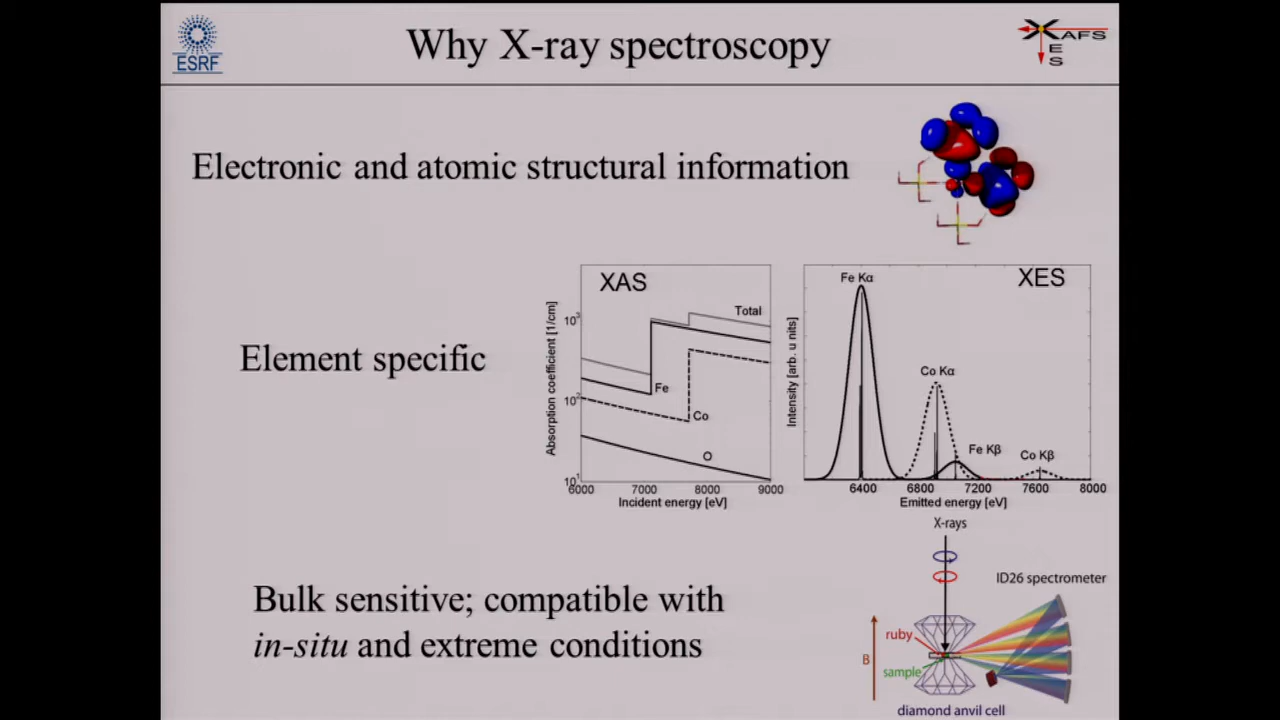 ESRF
Why X-ray spectroscopy
XAFS
E
S
Electronic and atomic structural information
Element specific
XAS
Absorption coefficient [1/cm]
10³
10²
10¹
Total
Fe
Co
O
6000 7000 8000 9000
Incident energy [eV]
XES
Intensity [arb. u nits]
Fe Kα
Co Kα
Fe Kβ
Co Kβ
6400 6800 7200 7600 8000
Emitted energy [eV]
Bulk sensitive; compatible with
in-situ and extreme conditions
X-rays
ID26 spectrometer
B
ruby
sample
diamond anvil cell